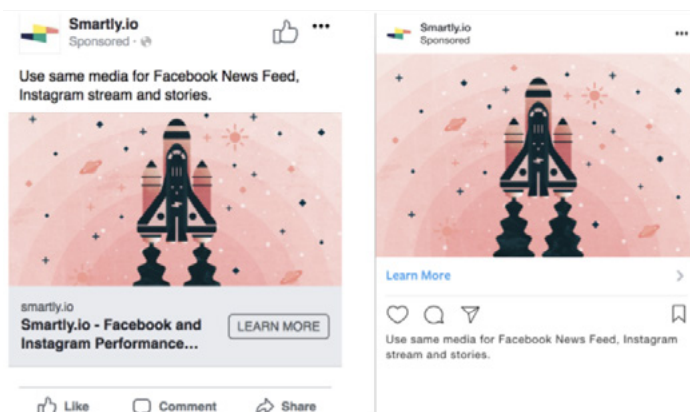 Smartly.io
Sponsored ·
Use same media for Facebook News Feed,
Instagram stream and stories.
smartly.io
Smartly.io - Facebook and
Instagram Performance...
LEARN MORE
Like
Comment
Share
Smartly.io
Sponsored
Learn More
Use same media for Facebook News Feed, Instagram
stream and stories.